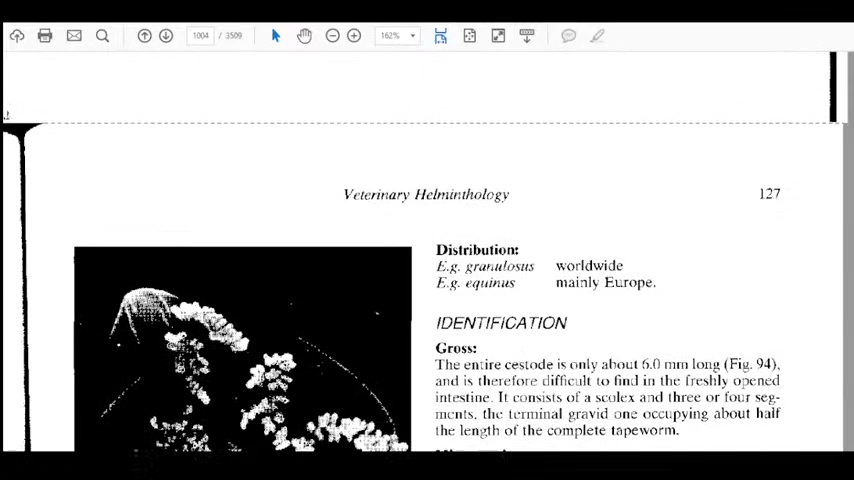 1004 / 3509
162%
Veterinary Helminthology 127
Distribution:
E.g. granulosus worldwide
E.g. equinus mainly Europe.
IDENTIFICATION
Gross:
The entire cestode is only about 6.0 mm long (Fig. 94),
and is therefore difficult to find in the freshly opened
intestine. It consists of a scolex and three or four seg-
ments, the terminal gravid one occupying about half
the length of the complete tapeworm.